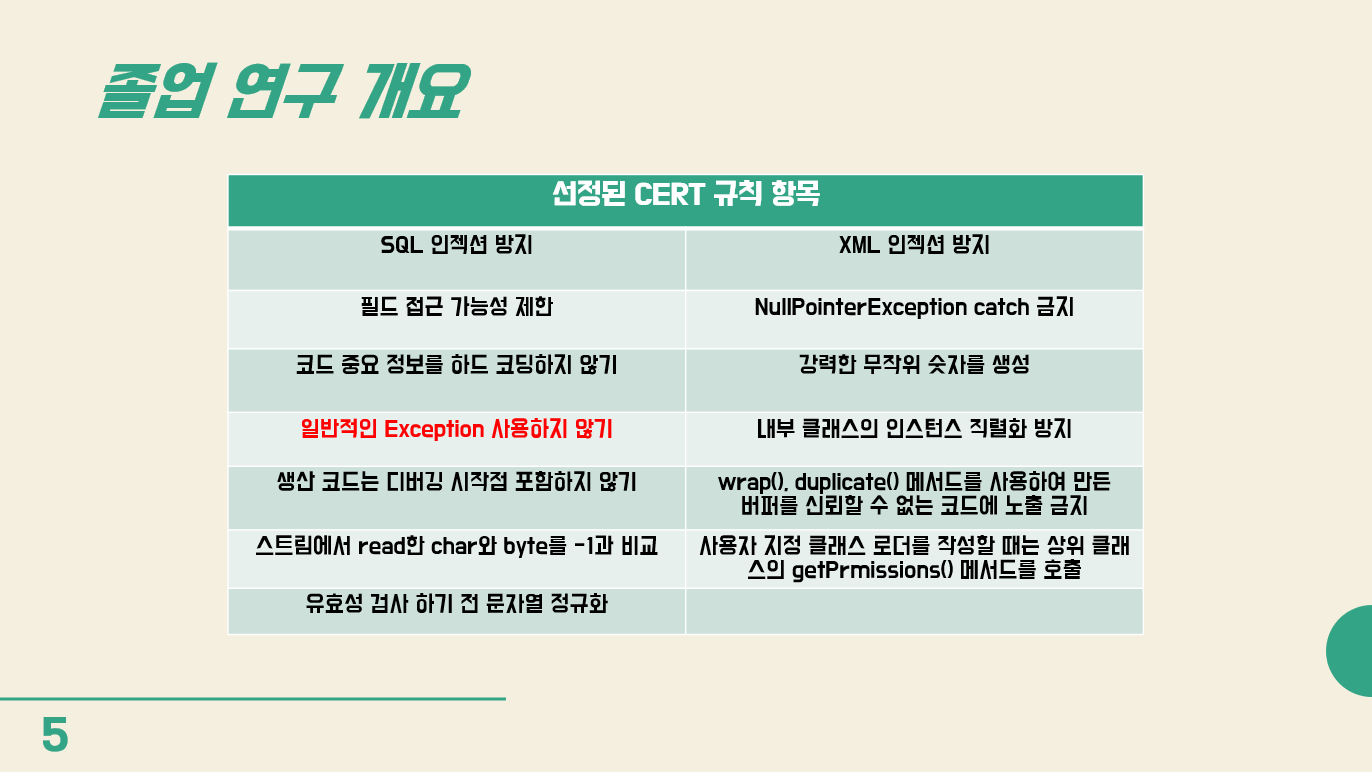 졸업 연구 개요
선정된 CERT 규칙 항목
SQL 인젝션 방지
XML 인젝션 방지
필드 접근 가능성 제한
NullPointerException catch 금지
코드 중요 정보를 하드 코딩하지 않기
강력한 무작위 숫자를 생성
일반적인 Exception 사용하지 않기
내부 클래스의 인스턴스 직렬화 방지
생산 코드는 디버깅 시작점 포함하지 않기
wrap(), duplicate() 메서드를 사용하여 만든
버퍼를 신뢰할 수 없는 코드에 노출 금지
스트림에서 read한 char와 byte를 -1과 비교
사용자 지정 클래스 로더를 작성할 때는 상위 클래
스의 getPrmissions() 메서드를 호출
유효성 검사 하기 전 문자열 정규화
5